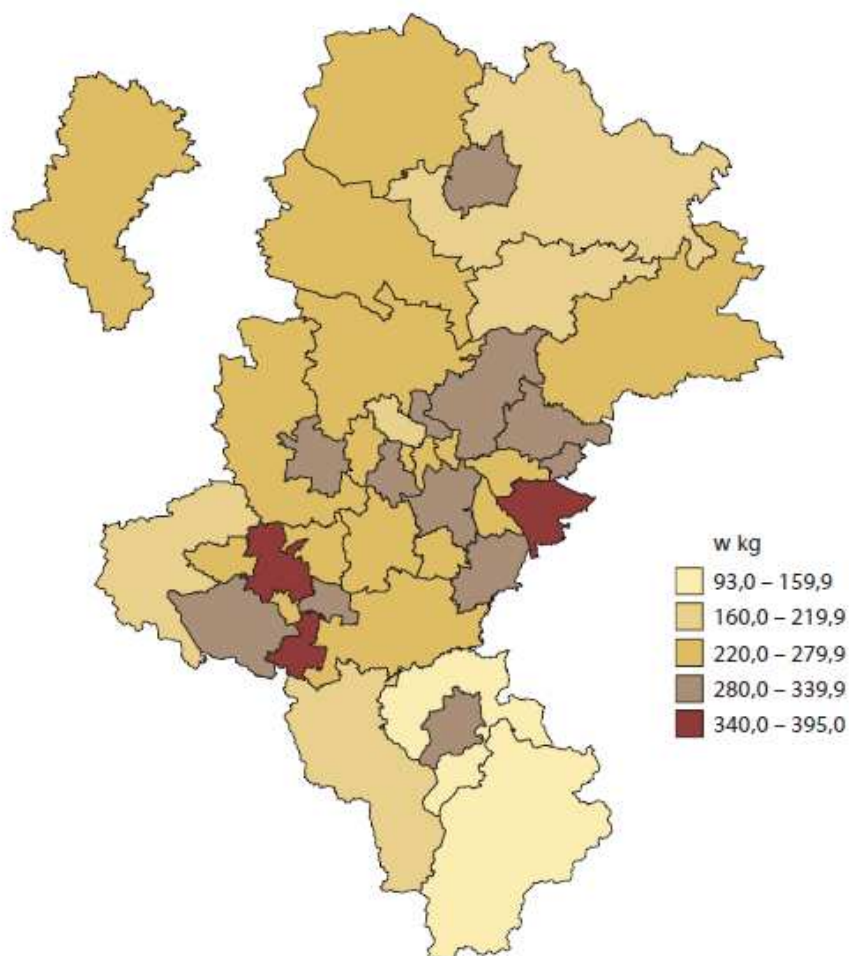 w kg
93,0 – 159,9
160,0 – 219,9
220,0 – 279,9
280,0 – 339,9
340,0 – 395,0